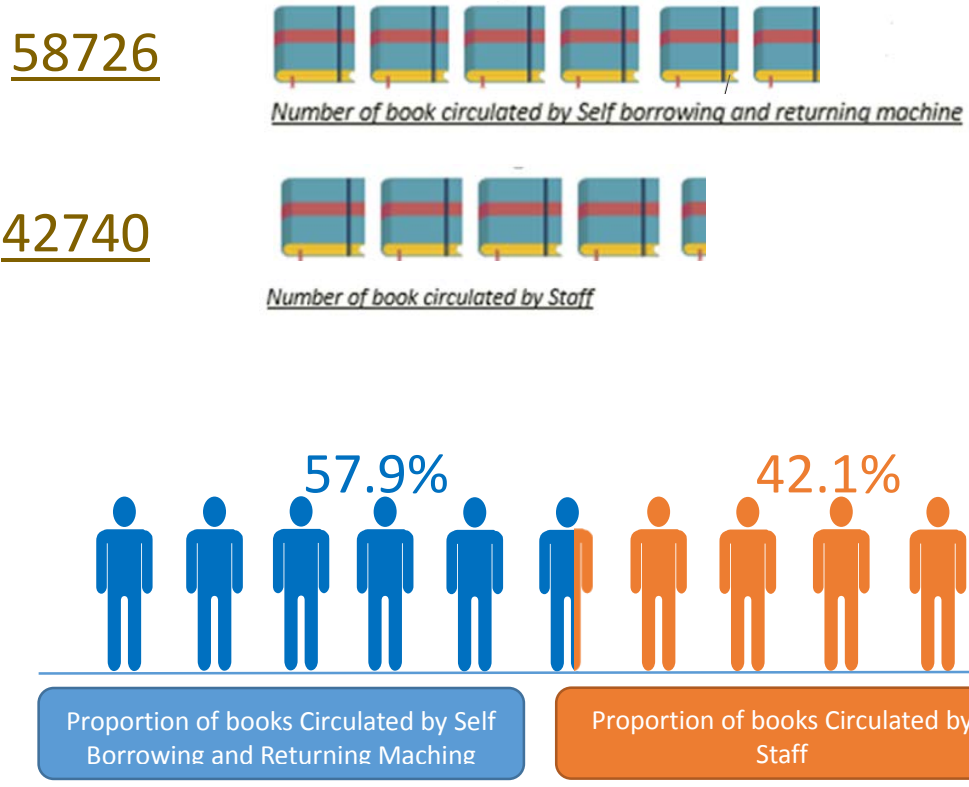 58726
Number of book circulated by Self borrowing and returning machine
42740
Number of book circulated by Staff
57.9%
42.1%
Proportion of books Circulated by Self
Borrowing and Returning Maching
Proportion of books Circulated by
Staff